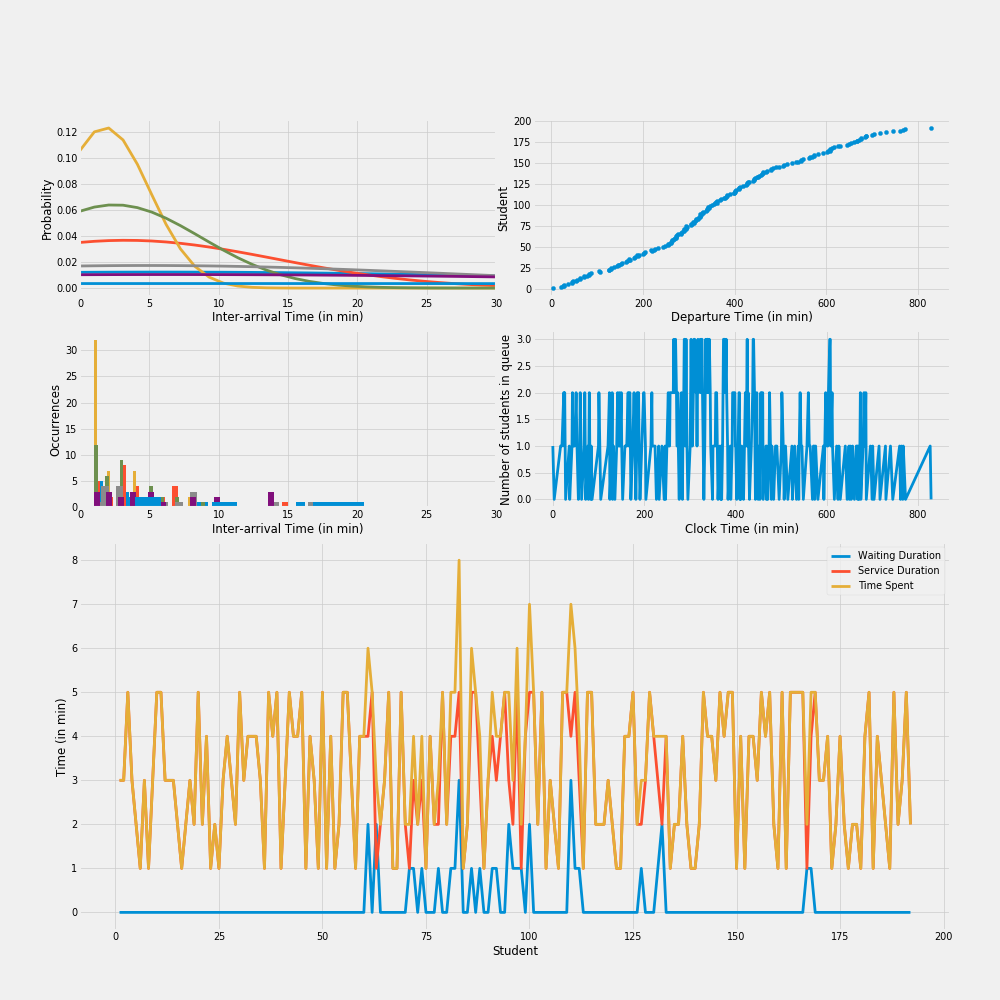 0.12
0.10
0.08
0.06
0.04
0.02
0.00
Probability
0 5 10 15 20 25 30
Inter-arrival Time (in min)
200
175
150
125
100
75
50
25
0
Student
0 200 400 600 800
Departure Time (in min)
30
25
20
15
10
5
0
Occurrences
0 5 10 15 20 25 30
Inter-arrival Time (in min)
3.0
2.5
2.0
1.5
1.0
0.5
0.0
Number of students in queue
0 200 400 600 800
Clock Time (in min)
8
7
6
5
4
3
2
1
0
Time (in min)
Waiting Duration
Service Duration
Time Spent
0 25 50 75 100 125 150 175 200
Student